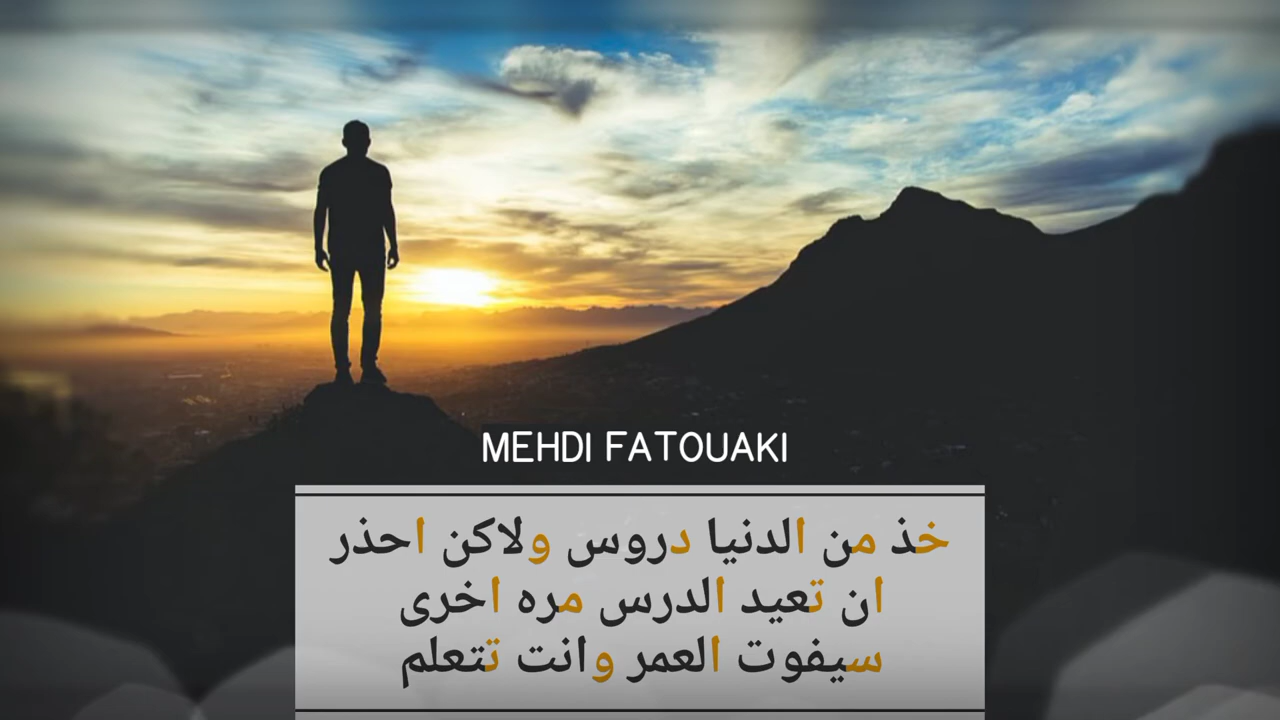 MEHDI FATOUAKI
خذ من الدنيا دروس ولاكن احذر
ان تعيد الدرس مره اخرى
سيفوت العمر وانت تتعلم